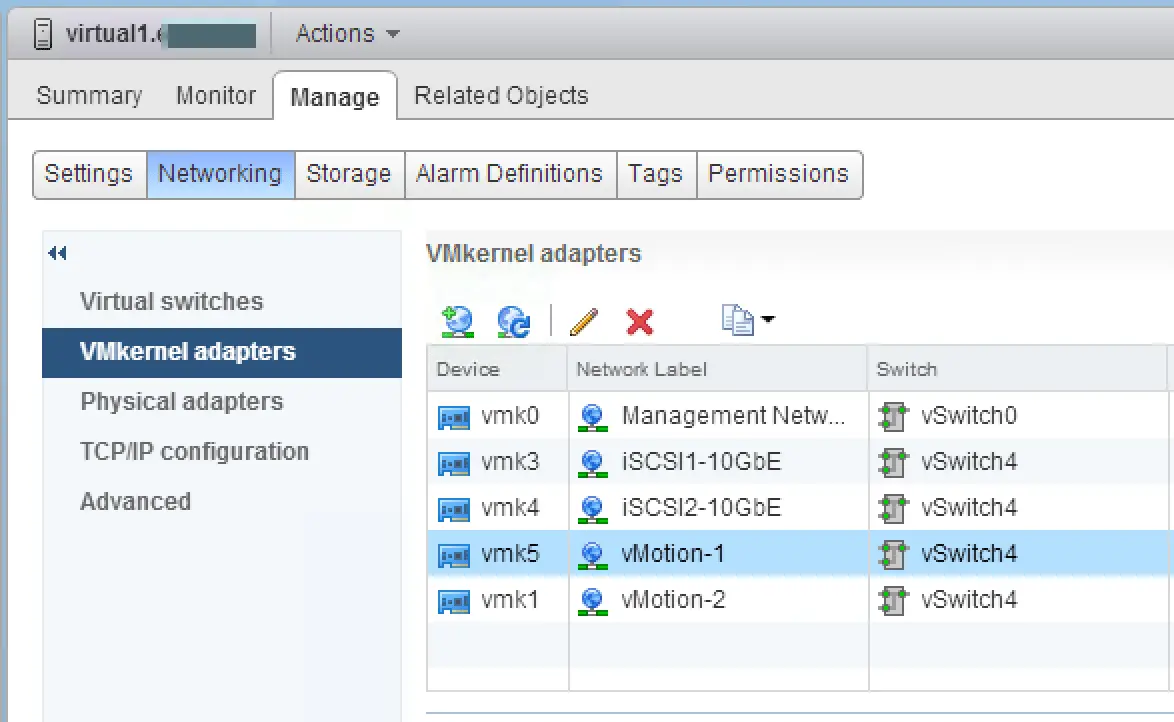 virtual1.e Actions
Summary Monitor Manage Related Objects
Settings Networking Storage Alarm Definitions Tags Permissions
Virtual switches
VMkernel adapters
Physical adapters
TCP/IP configuration
Advanced
VMkernel adapters
Device Network Label Switch
vmk0 Management Netw... vSwitch0
vmk3 iSCSI1-10GbE vSwitch4
vmk4 iSCSI2-10GbE vSwitch4
vmk5 vMotion-1 vSwitch4
vmk1 vMotion-2 vSwitch4